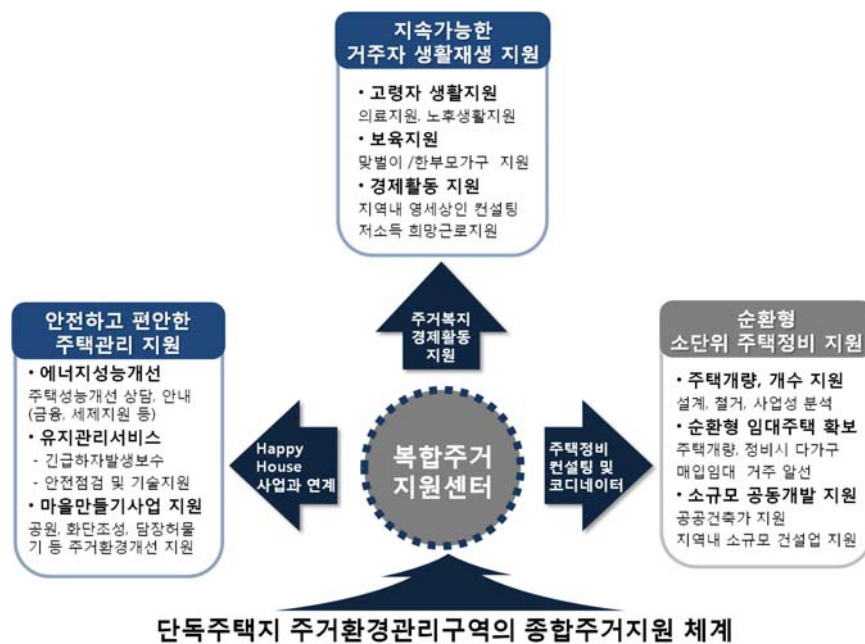 지속가능한
거주자 생활재생 지원
• 고령자 생활지원
의료지원, 노후생활지원
• 보육지원
맞벌이 /한부모가구 지원
• 경제활동 지원
지역내 영세상인 컨설팅
저소득 희망근로지원
주거복지
경제활동
지원
안전하고 편안한
주택관리 지원
• 에너지성능개선
주택성능개선 상담, 안내
(금융, 세제지원 등)
• 유지관리서비스
- 긴급하자발생보수
- 안전점검 및 기술지원
• 마을만들기사업 지원
공원, 화단조성, 담장허물
기 등 주거환경개선 지원
Happy
House
사업과 연계
복합주거
지원센터
주택정비
컨설팅 및
코디네이터
순환형
소단위 주택정비 지원
• 주택개량, 개수 지원
설계, 철거, 사업성 분석
• 순환형 임대주택 확보
주택개량, 정비시 다가구
매입임대 거주 알선
• 소규모 공동개발 지원
공공건축가 지원
지역내 소규모 건설업 지원
단독주택지 주거환경관리구역의 종합주거지원 체계